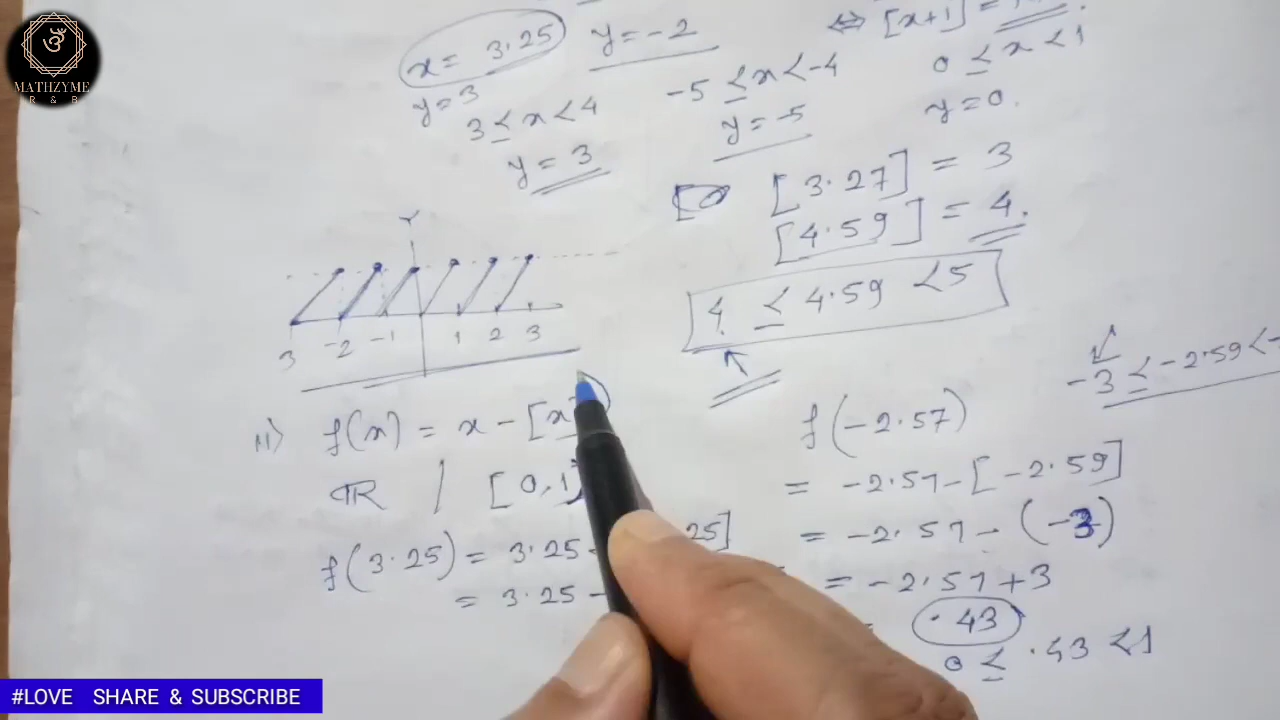 ॐ
MATHZYME
R & B
x = 3.25
y = 3
3 ≤ x < 4
y = 3
y = -2
-5 ≤ x < -4
y = -5
⇔ [x+1] =
0 ≤ x < 1
y = 0.
[3.27] = 3
[4.59] = 4.
4 ≤ 4.59 < 5
Y
3 -2 -1 1 2 3
-3 ≤ -2.59 < -
11) f(x) = x - [x]
ℝ | [0,1)
f(3.25) = 3.25 - 25]
= 3.25 -
f(-2.57)
= -2.57 - [-2.59]
= -2.57 - (-3)
= -2.57 + 3
= .43
0 ≤ .43 < 1
#LOVE SHARE & SUBSCRIBE